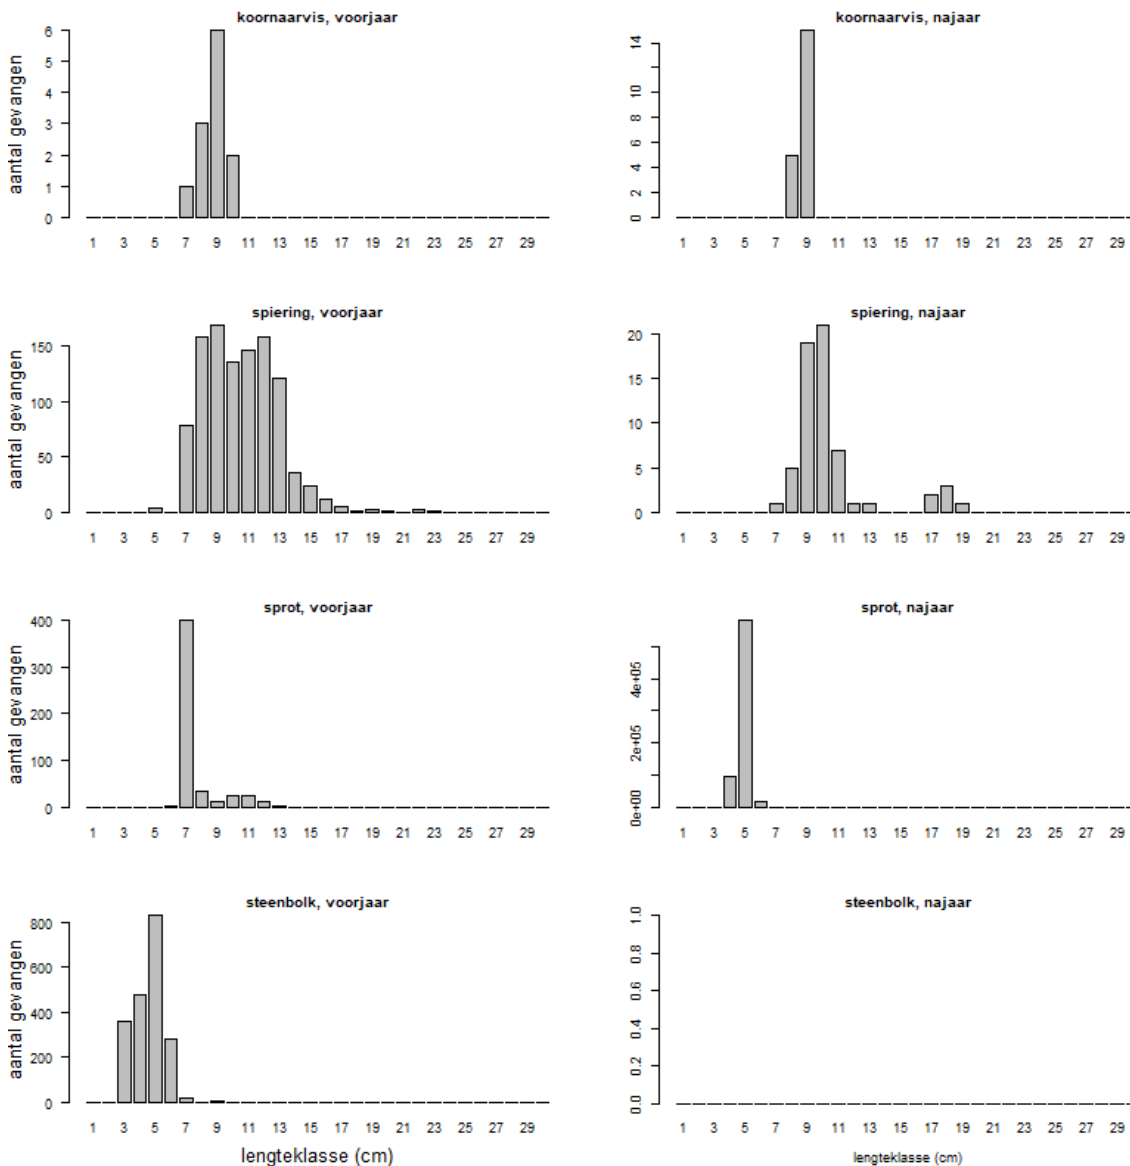 koornaarvis, voorjaar
aantal gevangen
6
5
4
3
2
1
0
1 3 5 7 9 11 13 15 17 19 21 23 25 27 29
koornaarvis, najaar
14
10
8
6
4
2
0
1 3 5 7 9 11 13 15 17 19 21 23 25 27 29
spiering, voorjaar
aantal gevangen
150
100
50
0
1 3 5 7 9 11 13 15 17 19 21 23 25 27 29
spiering, najaar
20
15
10
5
0
1 3 5 7 9 11 13 15 17 19 21 23 25 27 29
sprot, voorjaar
aantal gevangen
400
300
200
100
0
1 3 5 7 9 11 13 15 17 19 21 23 25 27 29
sprot, najaar
4e+05
2e+05
0e+00
1 3 5 7 9 11 13 15 17 19 21 23 25 27 29
steenbolk, voorjaar
aantal gevangen
800
600
400
200
0
1 3 5 7 9 11 13 15 17 19 21 23 25 27 29
lengteklasse (cm)
steenbolk, najaar
1.0
0.8
0.6
0.4
0.2
0.0
1 3 5 7 9 11 13 15 17 19 21 23 25 27 29
lengteklasse (cm)